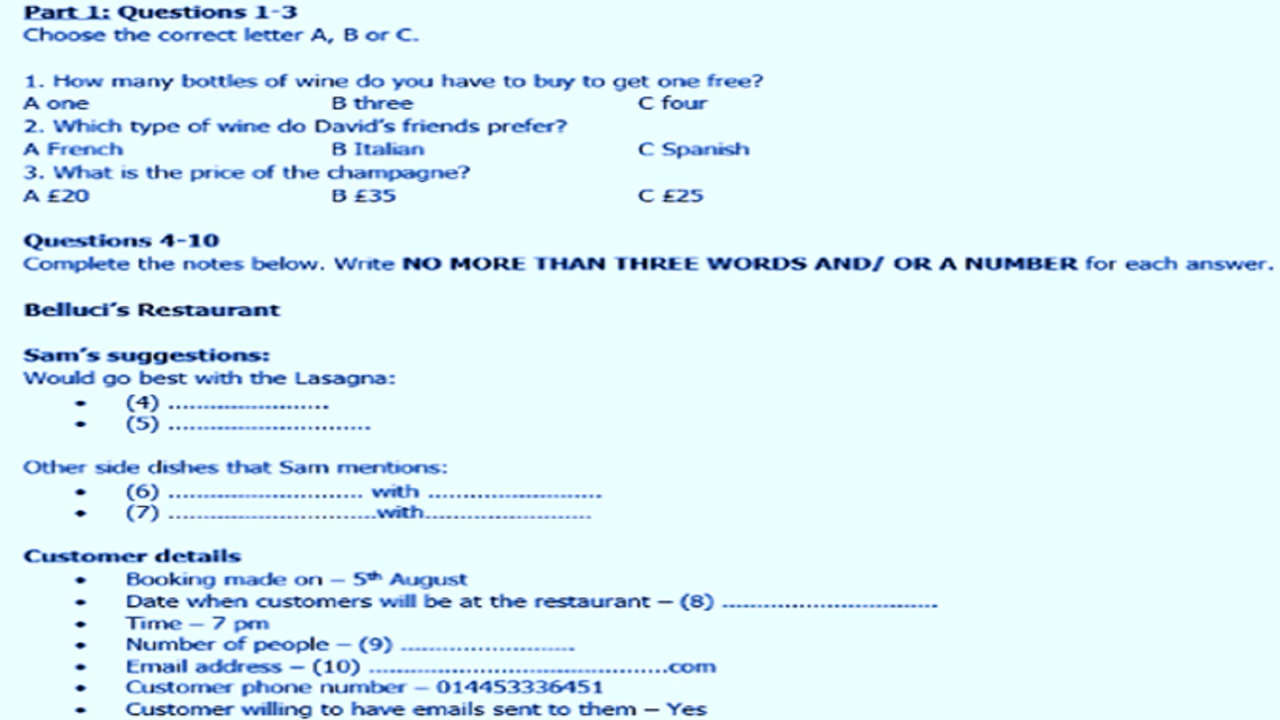 Part 1: Questions 1-3
Choose the correct letter A, B or C.
1. How many bottles of wine do you have to buy to get one free?
A one B three C four
2. Which type of wine do David's friends prefer?
A French B Italian C Spanish
3. What is the price of the champagne?
A £20 B £35 C £25
Questions 4-10
Complete the notes below. Write NO MORE THAN THREE WORDS AND/ OR A NUMBER for each answer.
Belluci's Restaurant
Sam's suggestions:
Would go best with the Lasagna:
• (4) ........................
• (5) ..............................
Other side dishes that Sam mentions:
• (6) ............................. with ..........................
• (7) ...............................with.........................
Customer details
• Booking made on – 5th August
• Date when customers will be at the restaurant – (8) ................................
• Time – 7 pm
• Number of people – (9) ..........................
• Email address – (10) ............................................com
• Customer phone number – 014453336451
• Customer willing to have emails sent to them – Yes